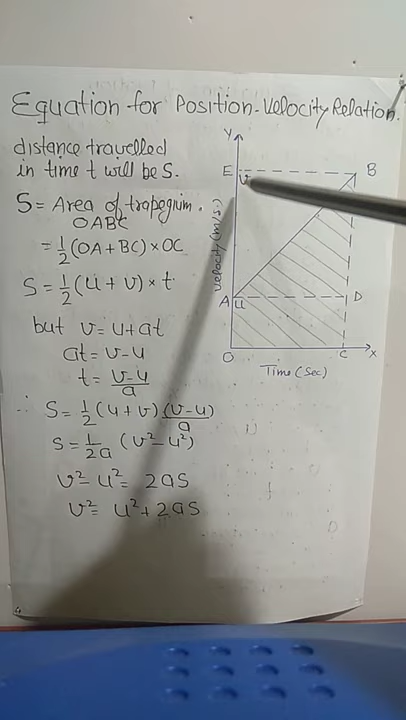 Equation for Position-Velocity Relation.
distance travelled
in time t will be S.
S = Area of trapegium.
OABC
= 1/2 (OA + BC) × OC
S = 1/2 (u + v) × t
but v = u + at
at = v - u
t = v - u / a
∴ S = 1/2 (u + v) (v - u) / a
S = 1/2a (v² - u²)
v² - u² = 2as
v² = u² + 2as
Y
E
v
B
Velocity (m/s)
A
u
D
O
C
X
Time (Sec)